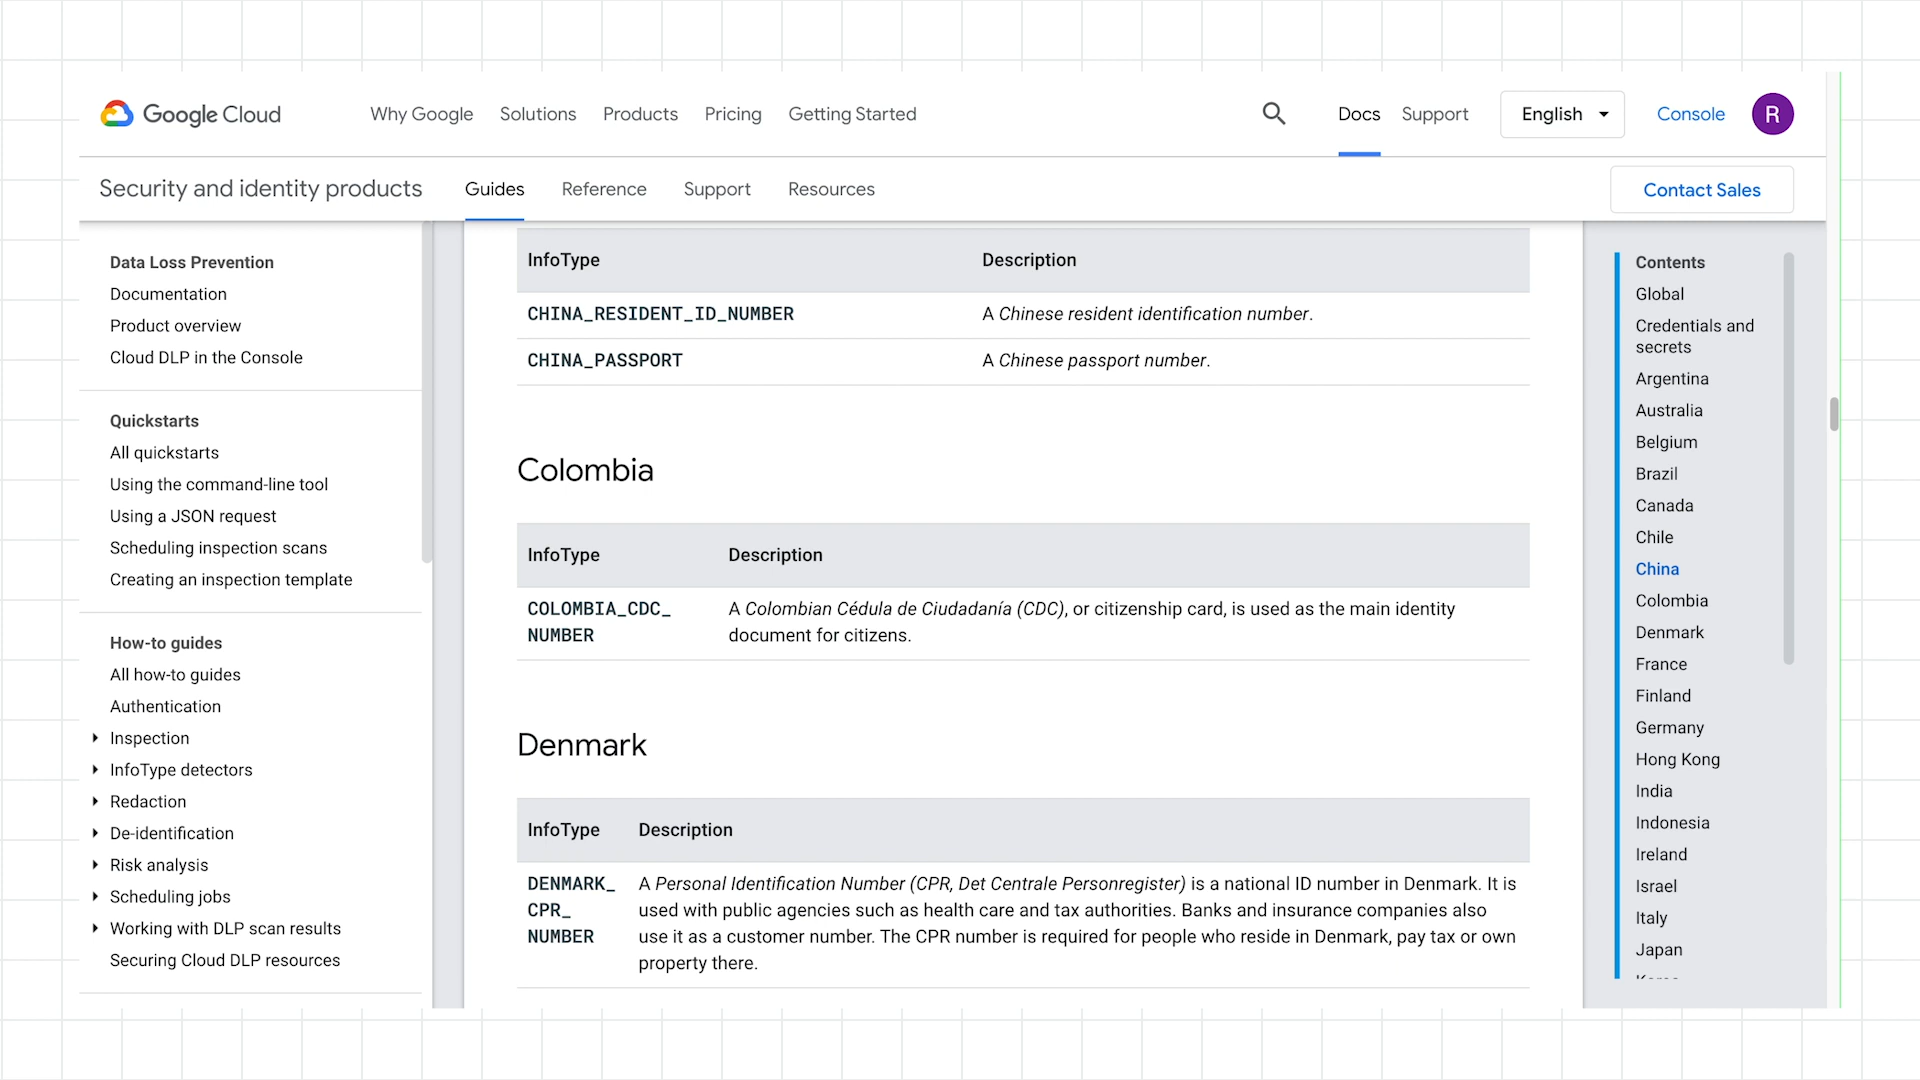 Google Cloud
Why Google
Solutions
Products
Pricing
Getting Started
Docs
Support
English
Console
R
Security and identity products
Guides
Reference
Support
Resources
Contact Sales
Data Loss Prevention
Documentation
Product overview
Cloud DLP in the Console
Quickstarts
All quickstarts
Using the command-line tool
Using a JSON request
Scheduling inspection scans
Creating an inspection template
How-to guides
All how-to guides
Authentication
Inspection
InfoType detectors
Redaction
De-identification
Risk analysis
Scheduling jobs
Working with DLP scan results
Securing Cloud DLP resources
InfoType Description
CHINA_RESIDENT_ID_NUMBER A Chinese resident identification number.
CHINA_PASSPORT A Chinese passport number.
Colombia
InfoType Description
COLOMBIA_CDC_
NUMBER
A Colombian Cédula de Ciudadanía (CDC), or citizenship card, is used as the main identity
document for citizens.
Denmark
InfoType Description
DENMARK_
CPR_
NUMBER
A Personal Identification Number (CPR, Det Centrale Personregister) is a national ID number in Denmark. It is
used with public agencies such as health care and tax authorities. Banks and insurance companies also
use it as a customer number. The CPR number is required for people who reside in Denmark, pay tax or own
property there.
Contents
Global
Credentials and
secrets
Argentina
Australia
Belgium
Brazil
Canada
Chile
China
Colombia
Denmark
France
Finland
Germany
Hong Kong
India
Indonesia
Ireland
Israel
Italy
Japan